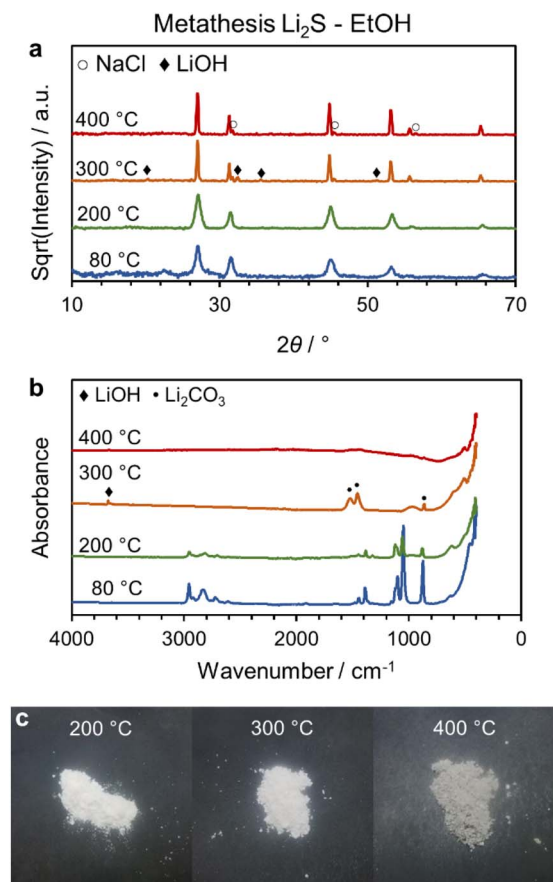 Metathesis Li₂S - EtOH
a
○ NaCl ♦ LiOH
400 °C
300 °C
200 °C
80 °C
Sqrt(Intensity) / a.u.
10 30 50 70
2θ / °
b
♦ LiOH • Li₂CO₃
400 °C
300 °C
200 °C
80 °C
Absorbance
4000 3000 2000 1000 0
Wavenumber / cm⁻¹
c
200 °C 300 °C 400 °C